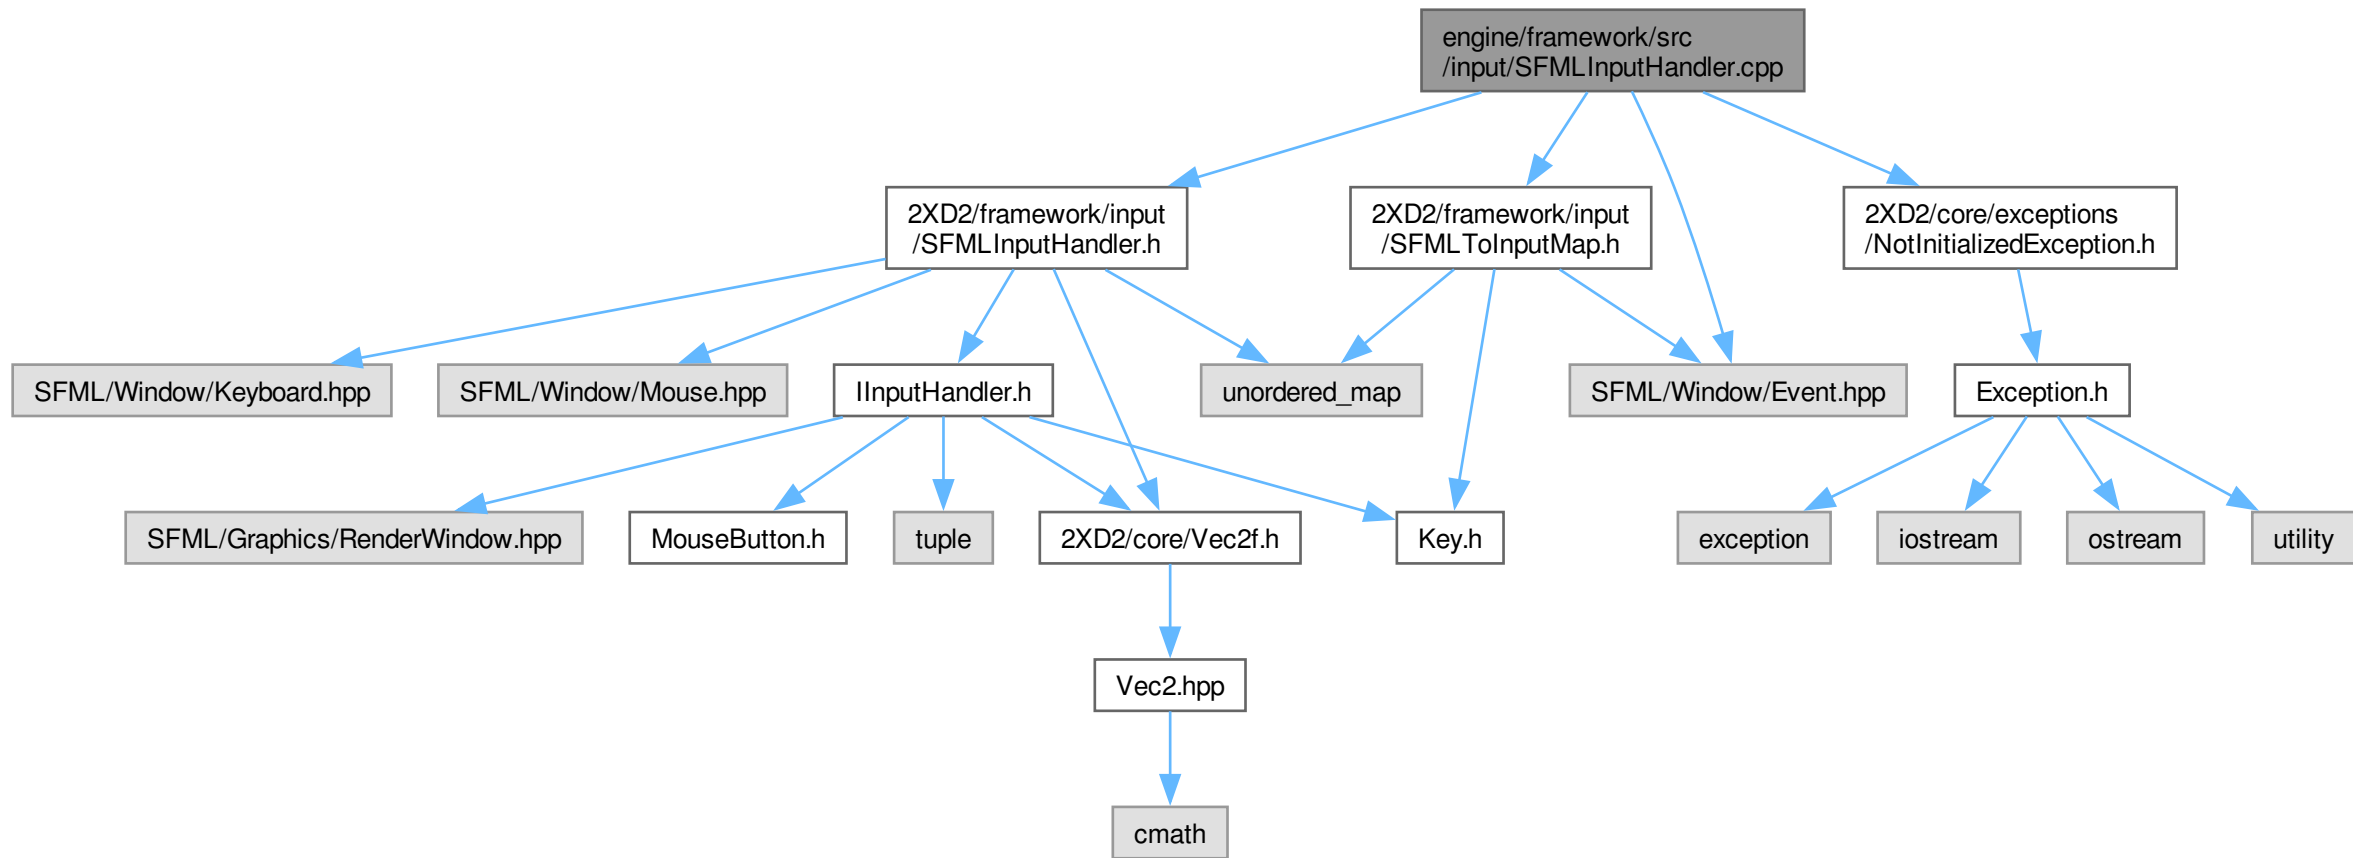 engine/framework/src
/input/SFMLInputHandler.cpp
2XD2/framework/input
/SFMLInputHandler.h
2XD2/framework/input
/SFMLToInputMap.h
2XD2/core/exceptions
/NotInitializedException.h
SFML/Window/Keyboard.hpp
SFML/Window/Mouse.hpp
IInputHandler.h
unordered_map
SFML/Window/Event.hpp
Exception.h
SFML/Graphics/RenderWindow.hpp
MouseButton.h
tuple
2XD2/core/Vec2f.h
Key.h
exception
iostream
ostream
utility
Vec2.hpp
cmath